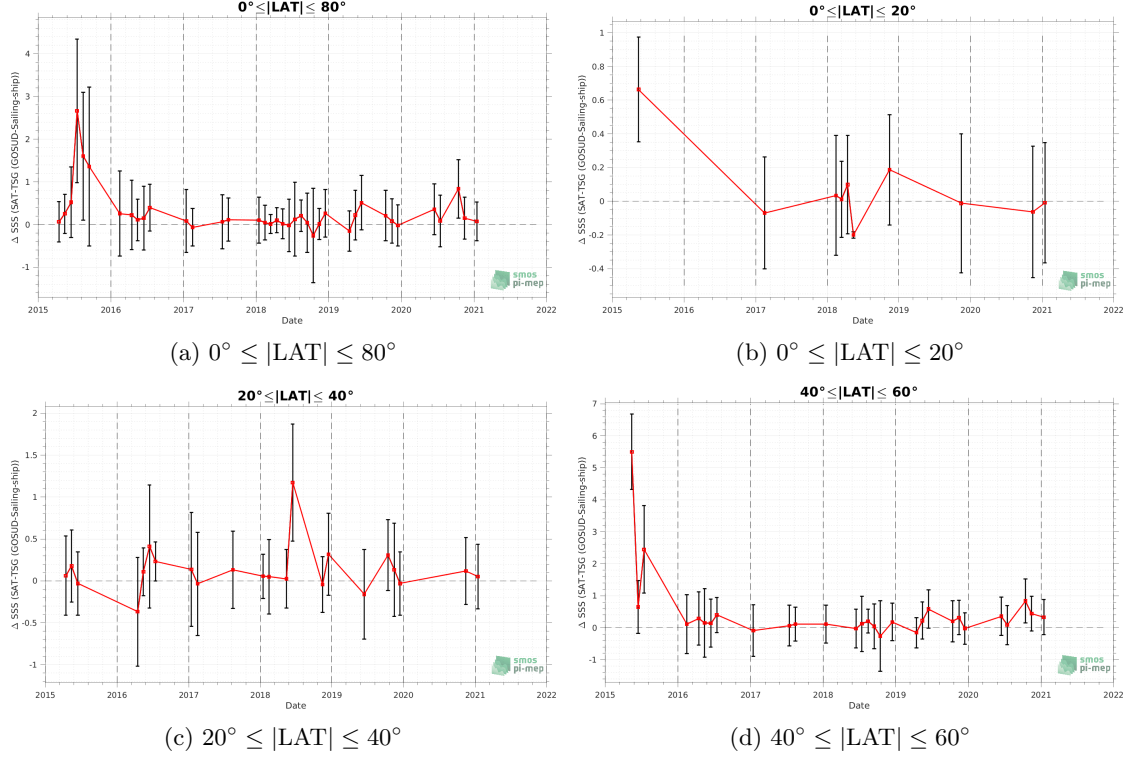 0°≤|LAT|≤ 80°
Δ SSS (SAT-TSG (GOSUD-Sailing-ship))
4
3
2
1
0
-1
2015 2016 2017 2018 2019 2020 2021 2022
Date
smos
pi-mep
(a) 0° ≤ |LAT| ≤ 80°
0°≤|LAT|≤ 20°
Δ SSS (SAT-TSG (GOSUD-Sailing-ship))
1
0.8
0.6
0.4
0.2
0
-0.2
-0.4
2015 2016 2017 2018 2019 2020 2021 2022
Date
smos
pi-mep
(b) 0° ≤ |LAT| ≤ 20°
20°≤|LAT|≤ 40°
Δ SSS (SAT-TSG (GOSUD-Sailing-ship))
2
1.5
1
0.5
0
-0.5
-1
2015 2016 2017 2018 2019 2020 2021 2022
Date
smos
pi-mep
(c) 20° ≤ |LAT| ≤ 40°
40°≤|LAT|≤ 60°
Δ SSS (SAT-TSG (GOSUD-Sailing-ship))
7
6
5
4
3
2
1
0
-1
2015 2016 2017 2018 2019 2020 2021 2022
Date
smos
pi-mep
(d) 40° ≤ |LAT| ≤ 60°